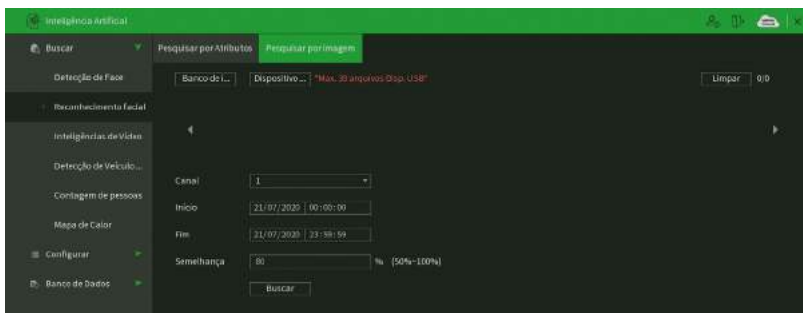 Inteligência Artificial
Buscar
Detecção de Face
Reconhecimento facial
Inteligências de Vídeo
Detecção de Veículo...
Contagem de pessoas
Mapa de Calor
Configurar
Banco de Dados
Pesquisar por Atributos Pesquisar por imagem
Banco de i... Dispositivo ... "Max. 30 arquivos Disp. USB" Limpar 0/0
Canal 1
Início 21/07/2020 00:00:00
Fim 21/07/2020 23:59:59
Semelhança 80 % (50%~100%)
Buscar